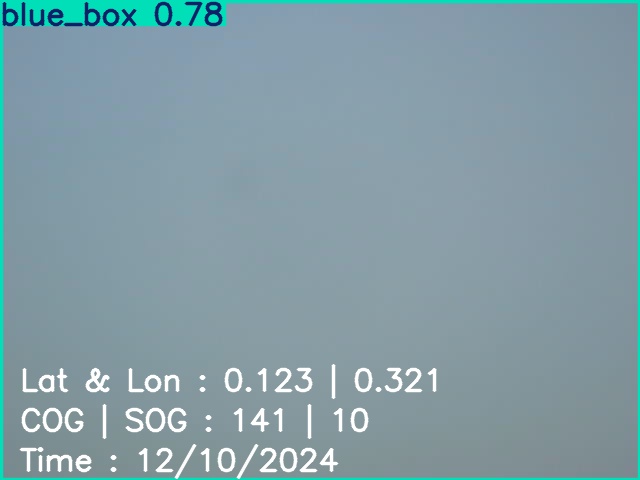 blue_box 0.78
Lat & Lon : 0.123 | 0.321
COG | SOG : 141 | 10
Time : 12/10/2024